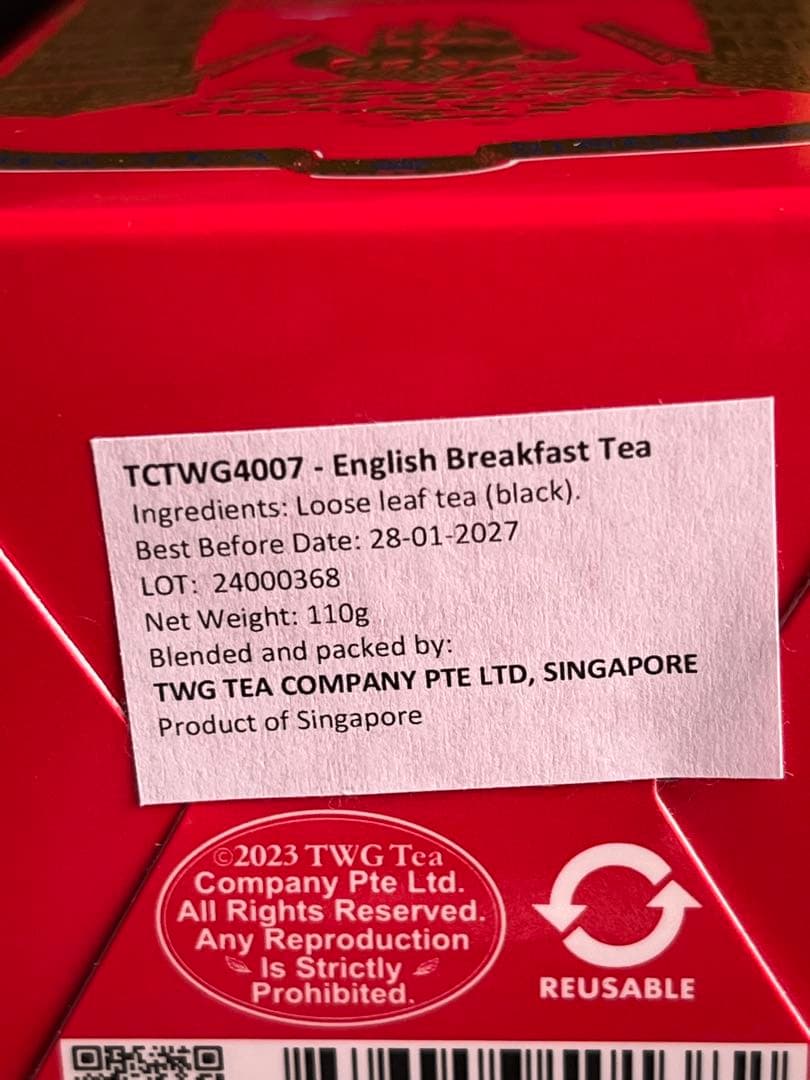 TCTWG4007 - English Breakfast Tea
Ingredients: Loose leaf tea (black).
Best Before Date: 28-01-2027
LOT: 24000368
Net Weight: 110g
Blended and packed by:
TWG TEA COMPANY PTE LTD, SINGAPORE
Product of Singapore
©2023 TWG Tea
Company Pte Ltd.
All Rights Reserved.
Any Reproduction
Is Strictly
Prohibited.
REUSABLE